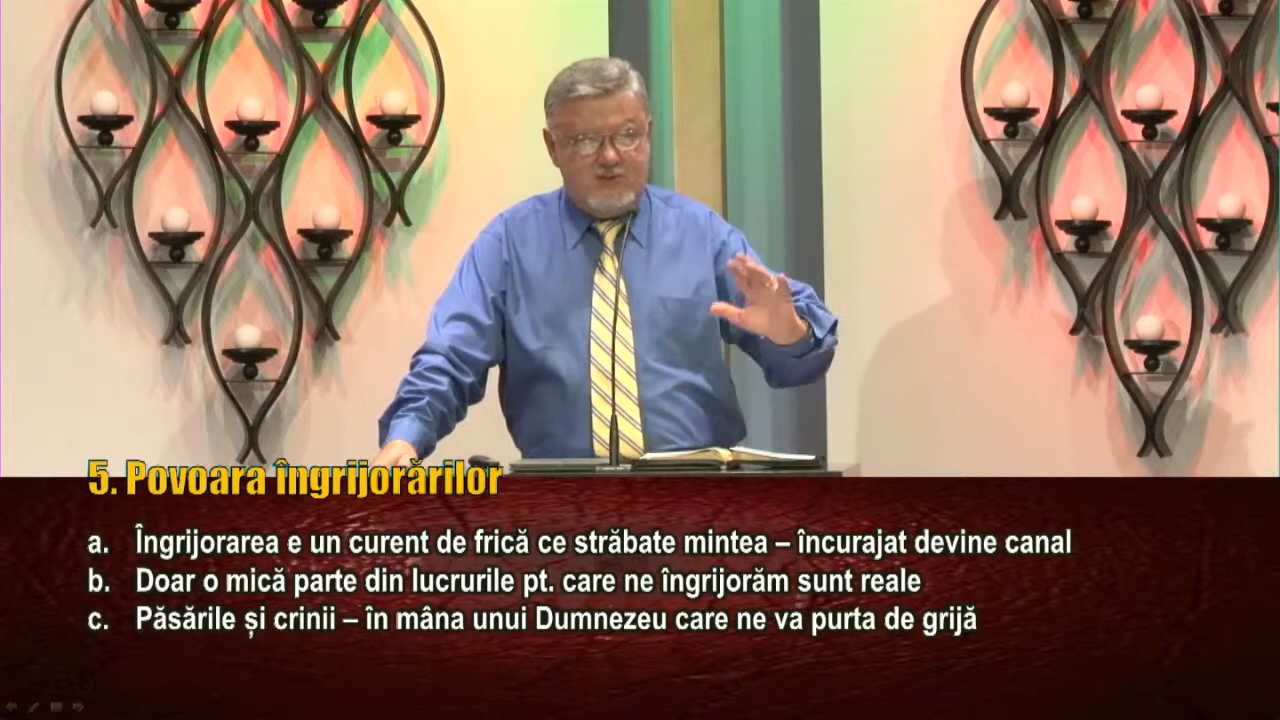 5. Povoara îngrijorărilor
a. Îngrijorarea e un curent de frică ce străbate mintea – încurajat devine canal
b. Doar o mică parte din lucrurile pt. care ne îngrijorăm sunt reale
c. Păsările și crinii – în mâna unui Dumnezeu care ne va purta de grijă